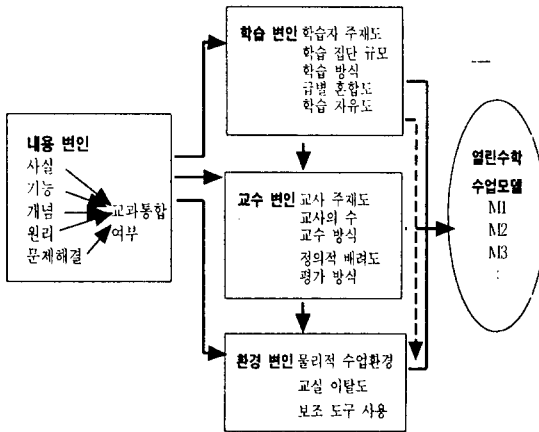 학습 변인 학습자 주재도
학습 집단 규모
학습 방식
급별 혼합도
학습 자유도
내용 변인
사실
기능
개념 교과통합
원리 여부
문제해결
교수 변인 교사 주재도
교사의 수
교수 방식
정의적 배려도
평가 방식
환경 변인 물리적 수업환경
교실 이탈도
보조 도구 사용
열린수학
수업모델
M1
M2
M3
: